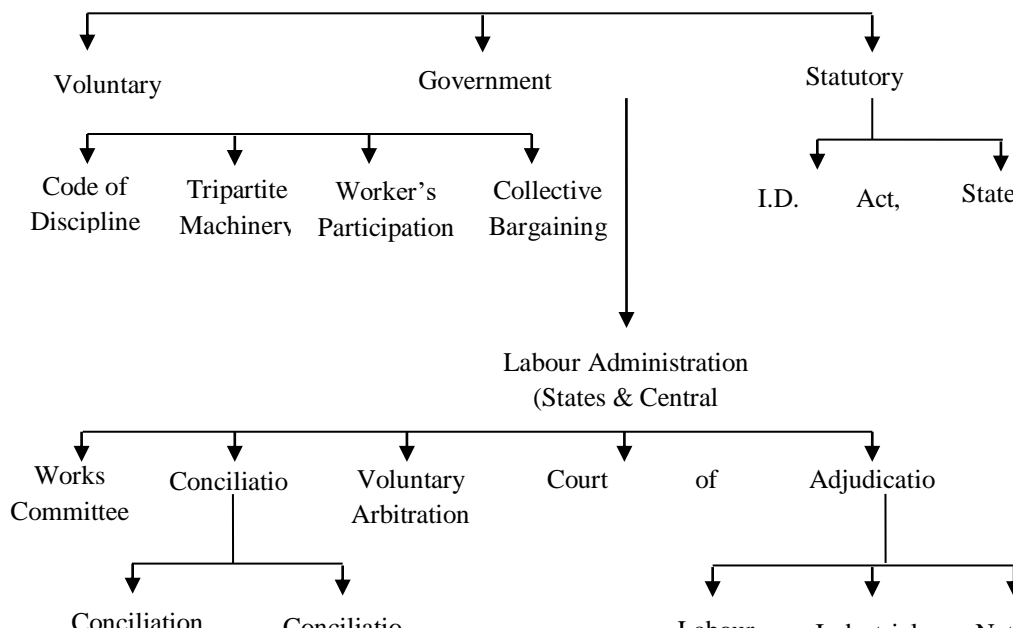 Voluntary Government Statutory
Code of Discipline
Tripartite Machinery
Worker's Participation
Collective Bargaining
I.D. Act,
State
Labour Administration
(States & Central
Works Committee
Conciliatio
Voluntary Arbitration
Court of
Adjudicatio
Conciliation
Conciliatio
Labour
Industrial